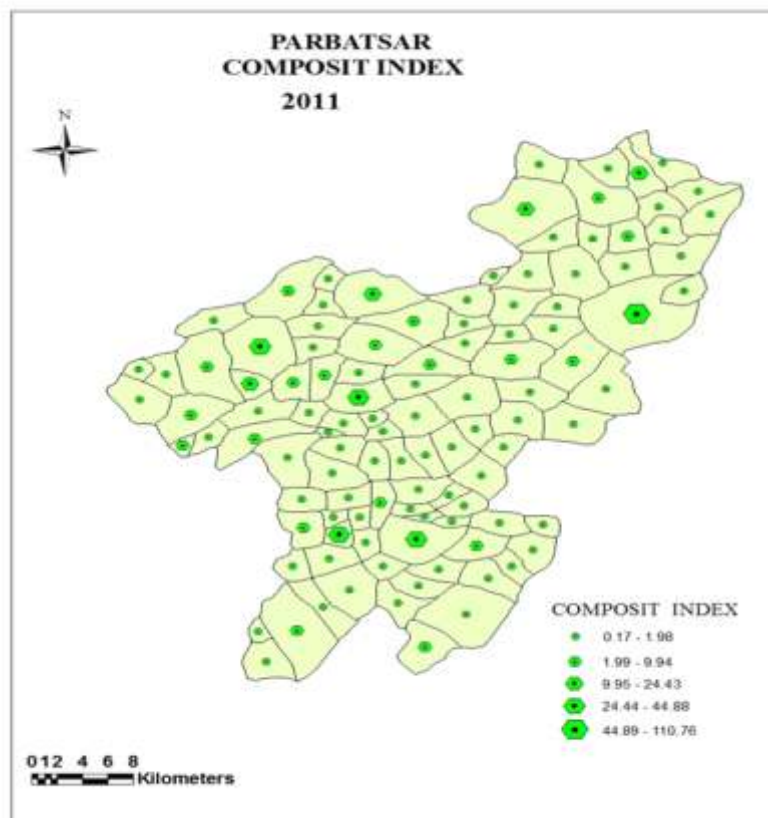 PARBATSAR
COMPOSIT INDEX
2011
N
COMPOSIT INDEX
0.17 - 1.98
1.99 - 9.94
9.95 - 24.43
24.44 - 44.88
44.89 - 110.76
0 1 2 4 6 8
Kilometers